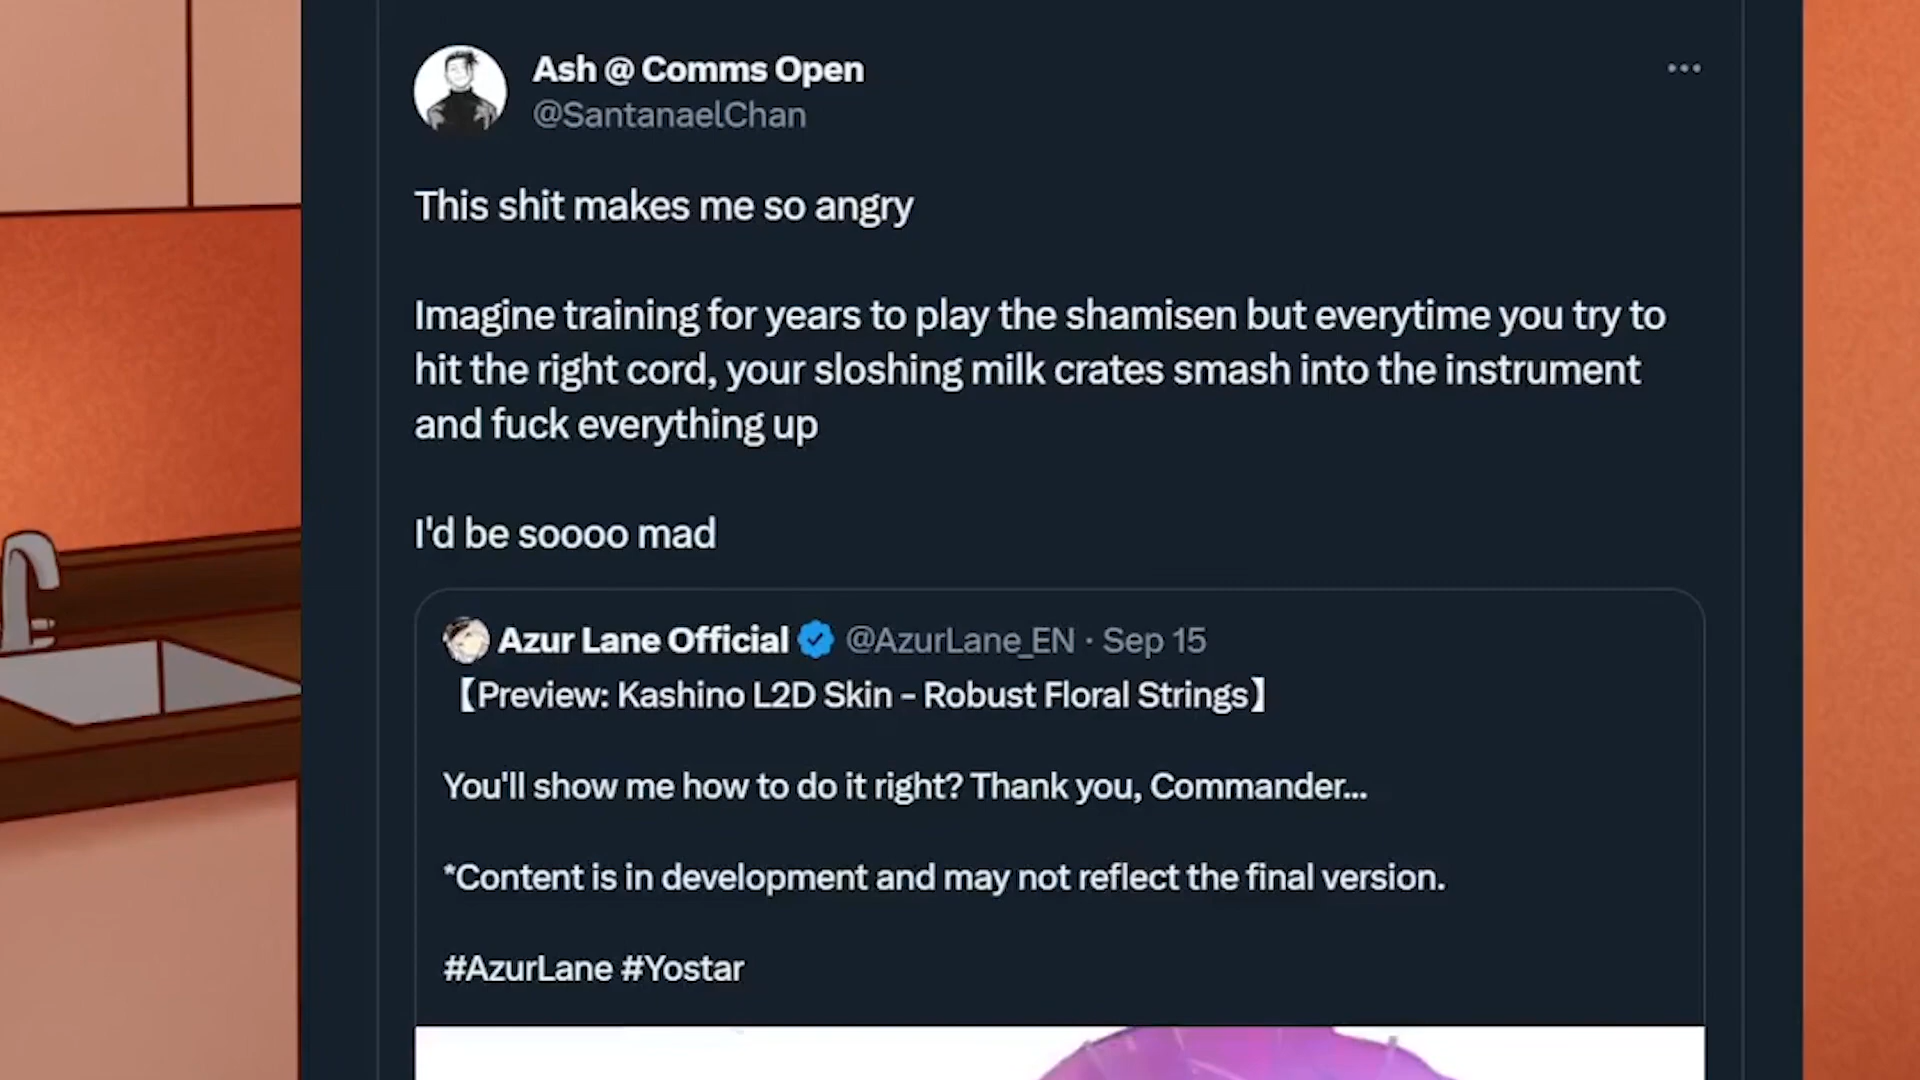 Ash @ Comms Open
@SantanaelChan
This shit makes me so angry
Imagine training for years to play the shamisen but everytime you try to
hit the right cord, your sloshing milk crates smash into the instrument
and fuck everything up
I'd be soooo mad
Azur Lane Official @AzurLane_EN · Sep 15
【Preview: Kashino L2D Skin – Robust Floral Strings】
You'll show me how to do it right? Thank you, Commander...
*Content is in development and may not reflect the final version.
#AzurLane #Yostar